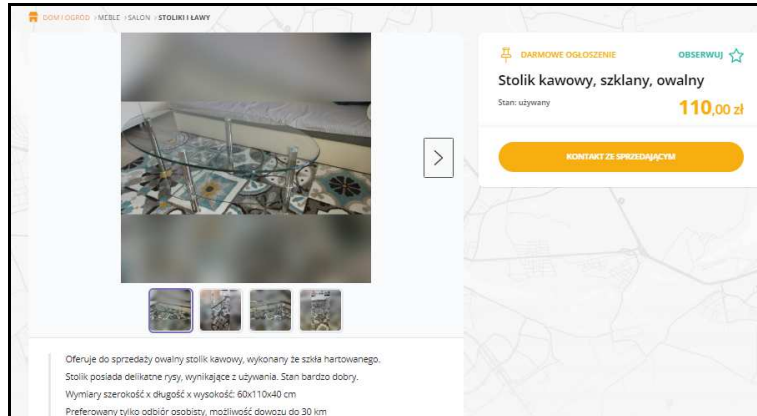 DOM I OGRÓD › MEBLE › SALON › STOLIKI I ŁAWY
DARMOWE OGŁOSZENIE
OBSERWUJ
Stolik kawowy, szklany, owalny
Stan: używany
110,00 zł
KONTAKT ZE SPRZEDAJĄCYM
Oferuje do sprzedaży owalny stolik kawowy, wykonany że szkła hartowanego.
Stolik posiada delikatne rysy, wynikające z używania. Stan bardzo dobry.
Wymiary szerokość x długość x wysokość: 60x110x40 cm
Preferowany tylko odbiór osobisty, możliwość dowozu do 30 km